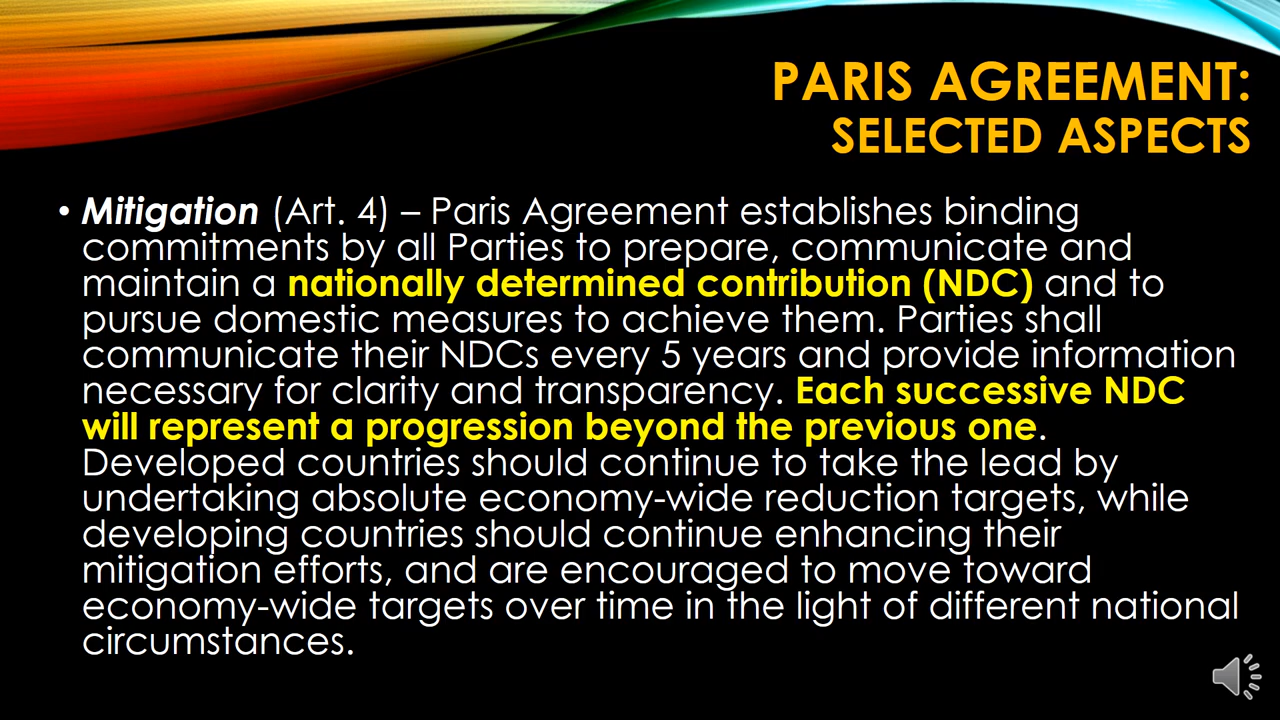 PARIS AGREEMENT:
SELECTED ASPECTS
• Mitigation (Art. 4) – Paris Agreement establishes binding
commitments by all Parties to prepare, communicate and
maintain a nationally determined contribution (NDC) and to
pursue domestic measures to achieve them. Parties shall
communicate their NDCs every 5 years and provide information
necessary for clarity and transparency. Each successive NDC
will represent a progression beyond the previous one.
Developed countries should continue to take the lead by
undertaking absolute economy-wide reduction targets, while
developing countries should continue enhancing their
mitigation efforts, and are encouraged to move toward
economy-wide targets over time in the light of different national
circumstances.